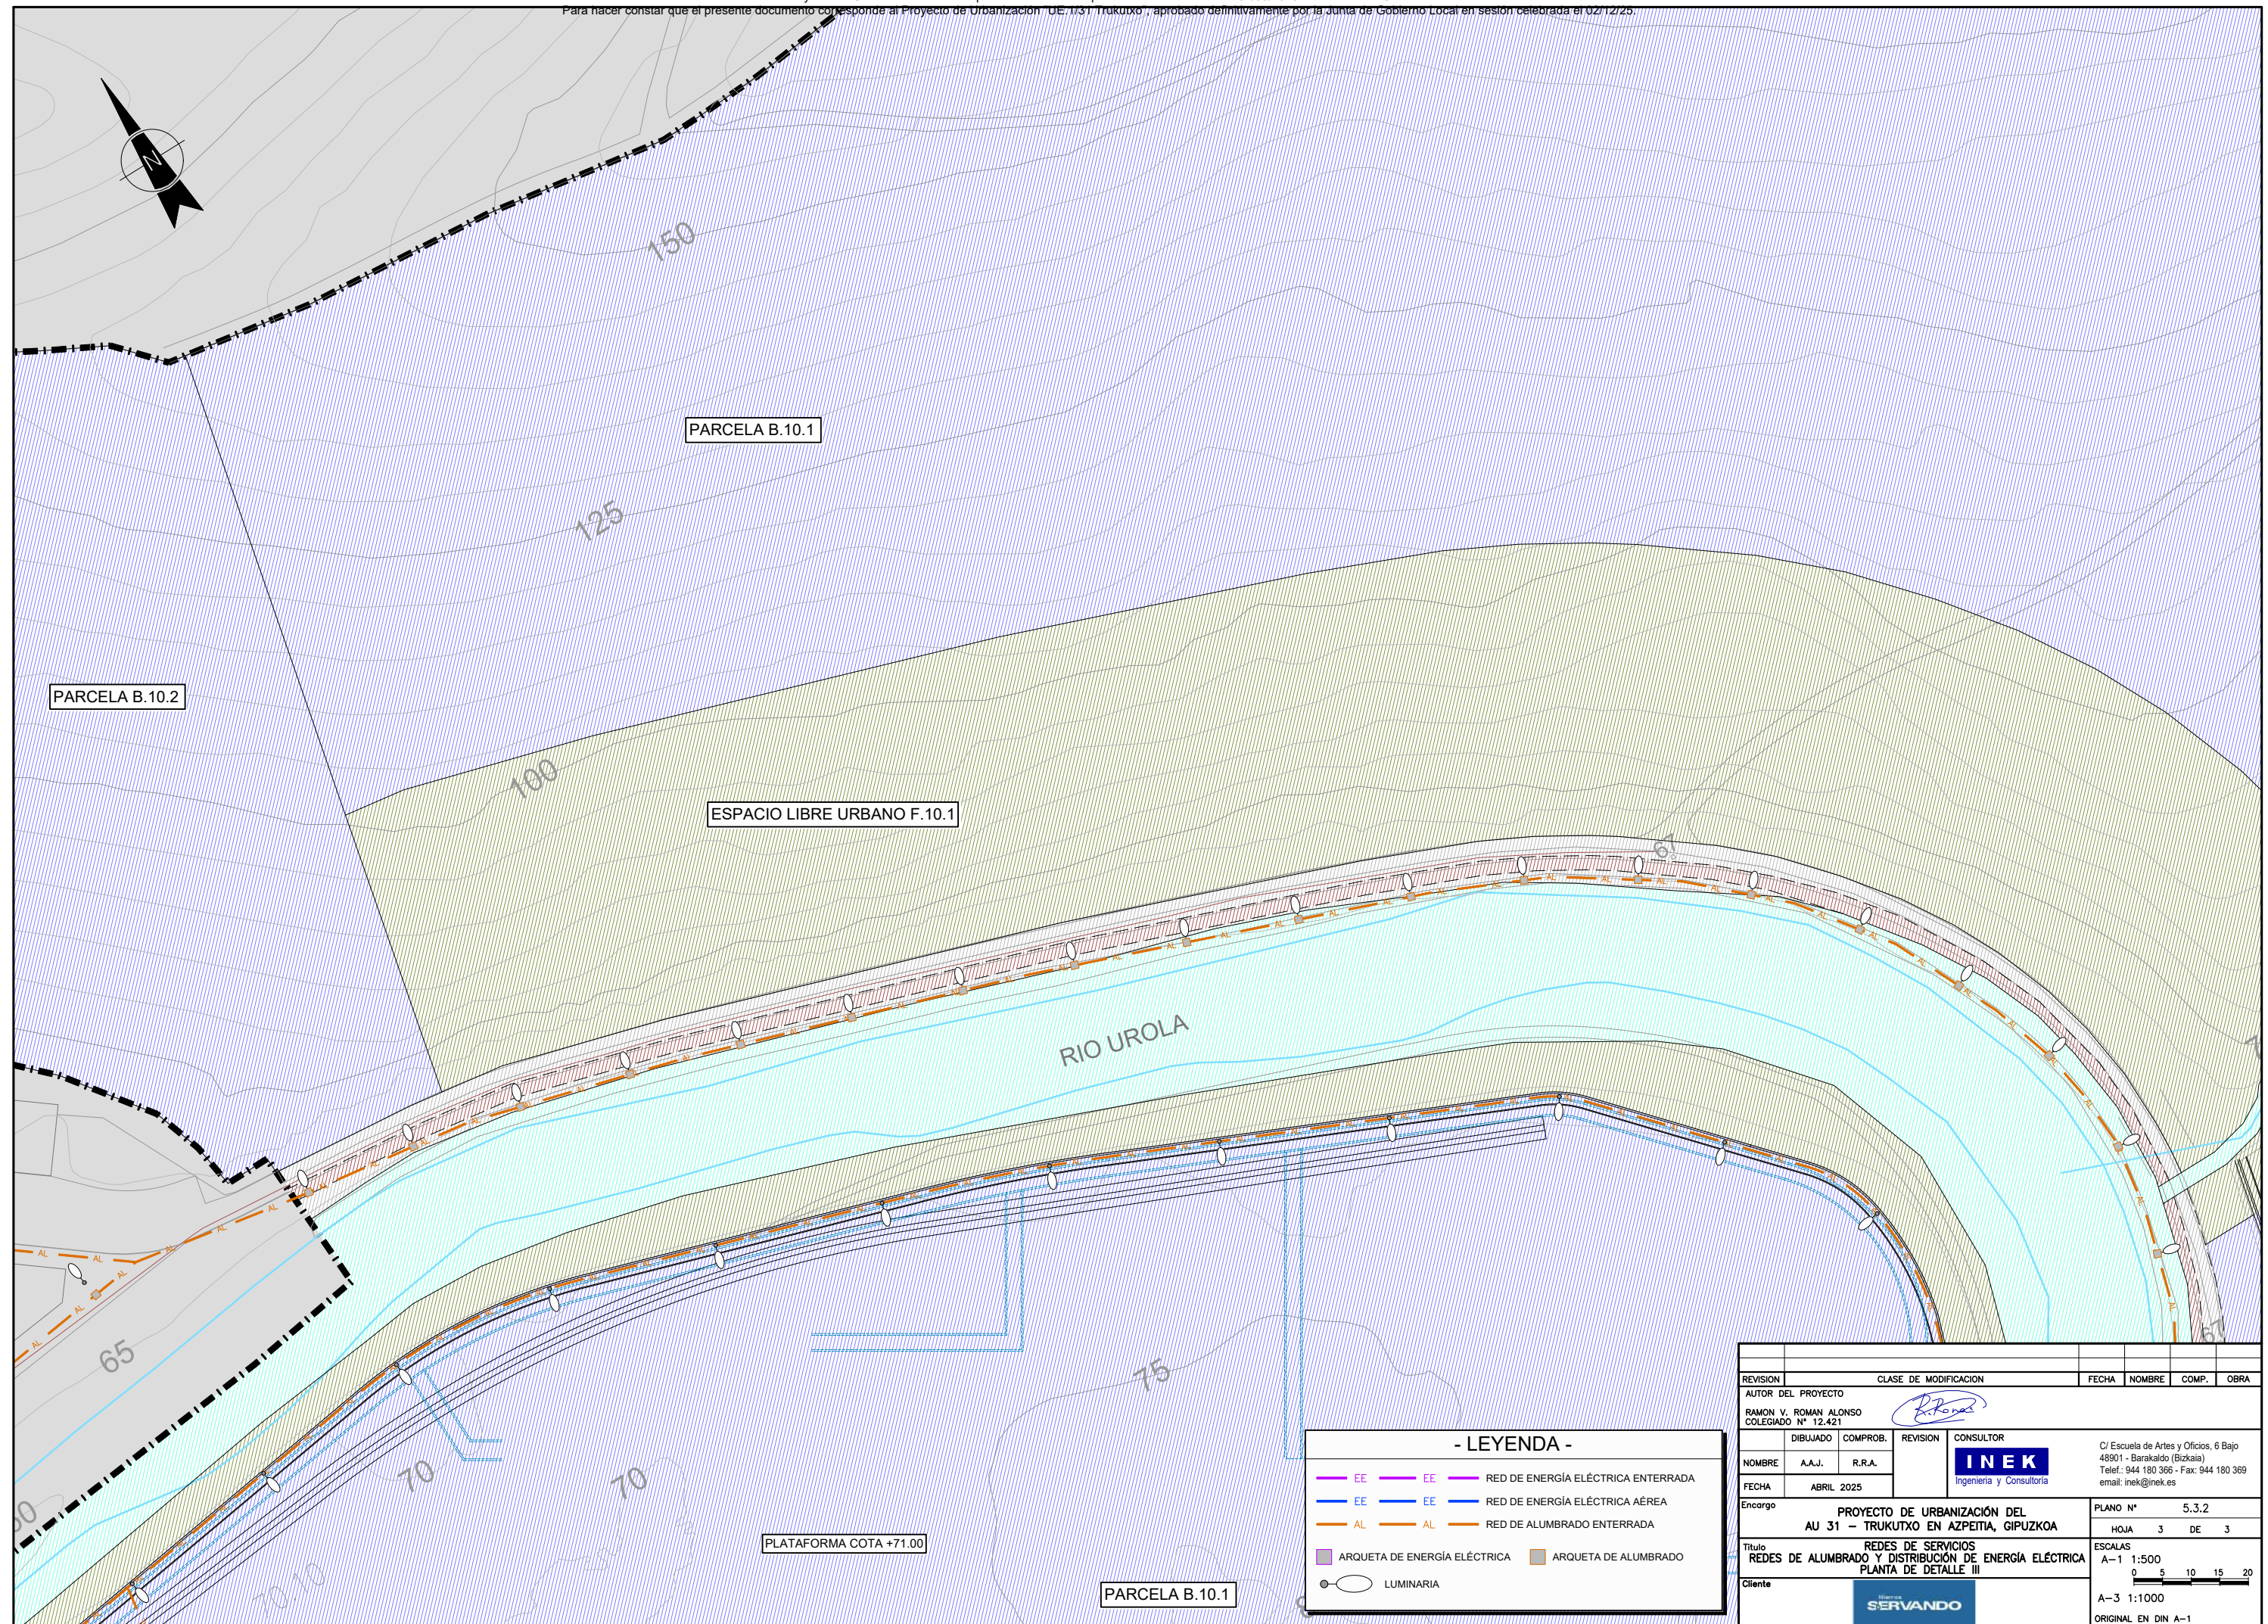 Para hacer constar que el presente documento corresponde al Proyecto de Urbanización "UE.1/31 Trukutxo", aprobado definitivamente por la Junta de Gobierno Local en sesión celebrada el 02/12/25.
N
150
PARCELA B.10.1
125
PARCELA B.10.2
100
ESPACIO LIBRE URBANO F.10.1
67
RIO UROLA
AL
65
75
67
70
70
PLATAFORMA COTA +71.00
70
10
PARCELA B.10.1
- LEYENDA -
EE EE RED DE ENERGÍA ELÉCTRICA ENTERRADA
EE EE RED DE ENERGÍA ELÉCTRICA AÉREA
AL AL RED DE ALUMBRADO ENTERRADA
ARQUETA DE ENERGÍA ELÉCTRICA ARQUETA DE ALUMBRADO
LUMINARIA
REVISION CLASE DE MODIFICACION FECHA NOMBRE COMP. OBRA
AUTOR DEL PROYECTO
RAMON V. ROMAN ALONSO
COLEGIADO Nº 12.421
DIBUJADO COMPROB. REVISION CONSULTOR
NOMBRE A.A.J. R.R.A.
FECHA ABRIL 2025
INEK
Ingeniería y Consultoría
C/ Escuela de Artes y Oficios, 6 Bajo
48901 - Barakaldo (Bizkaia)
Telef.: 944 180 366 - Fax: 944 180 369
email: inek@inek.es
Encargo
PROYECTO DE URBANIZACIÓN DEL
AU 31 – TRUKUTXO EN AZPEITIA, GIPUZKOA
PLANO Nº 5.3.2
HOJA 3 DE 3
Título
REDES DE SERVICIOS
REDES DE ALUMBRADO Y DISTRIBUCIÓN DE ENERGÍA ELÉCTRICA
PLANTA DE DETALLE III
ESCALAS
A-1 1:500
0 5 10 15 20
A-3 1:1000
ORIGINAL EN DIN A-1
Cliente
Hierros
SERVANDO